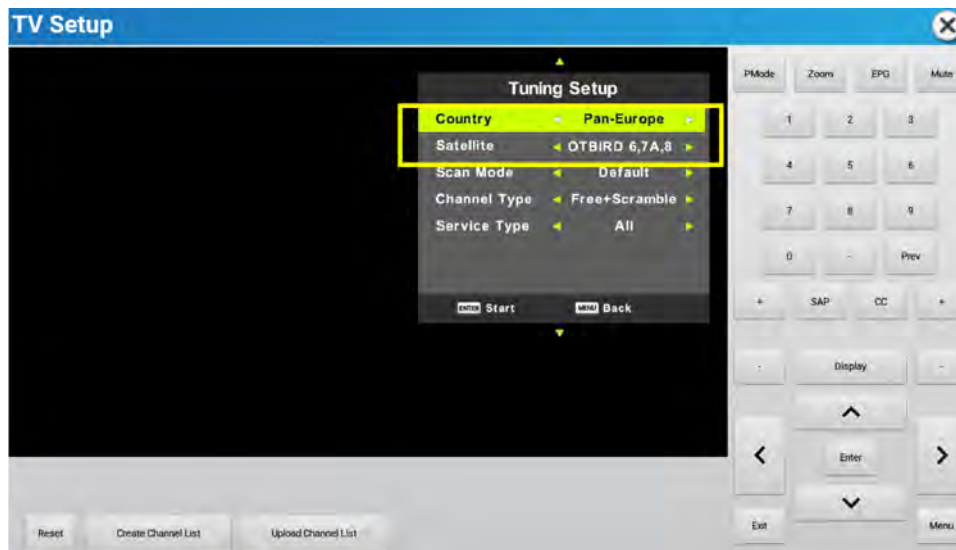 TV Setup
Tuning Setup
Country Pan-Europe
Satellite OTBIRD 6,7A,8
Scan Mode Default
Channel Type Free+Scramble
Service Type All
ENTER Start MENU Back
PMode Zoom EPG Mute
1 2 3
4 5 6
7 8 9
0 - Prev
+ SAP CC +
- Display -
Enter
Exit Menu
Reset Create Channel List Upload Channel List